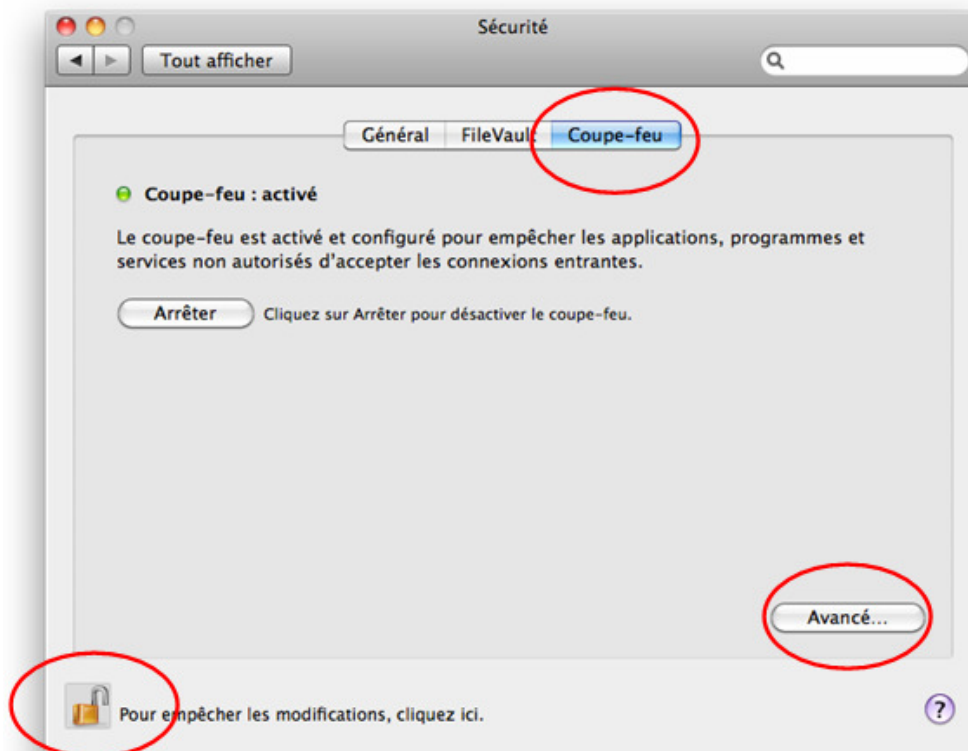 Sécurité
Tout afficher
Général FileVault Coupe-feu
Coupe-feu : activé
Le coupe-feu est activé et configuré pour empêcher les applications, programmes et
services non autorisés d'accepter les connexions entrantes.
Arrêter Cliquez sur Arrêter pour désactiver le coupe-feu.
Avancé...
Pour empêcher les modifications, cliquez ici.
?